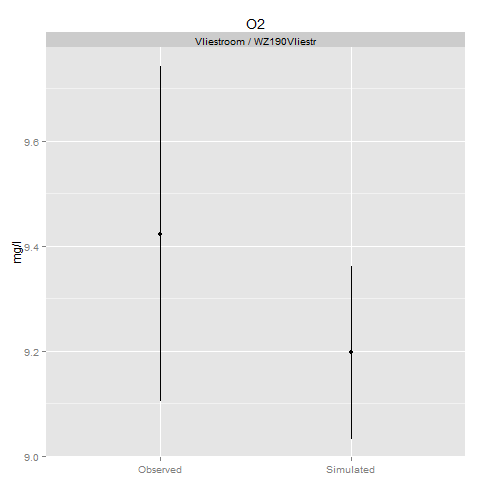 O2
Vliestroom / WZ190Vliestr
mg/l
9.6
9.4
9.2
9.0
Observed
Simulated